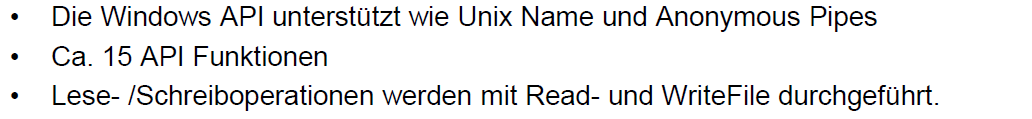 • Die Windows API unterstützt wie Unix Name und Anonymous Pipes
• Ca. 15 API Funktionen
• Lese- /Schreiboperationen werden mit Read- und WriteFile durchgeführt.